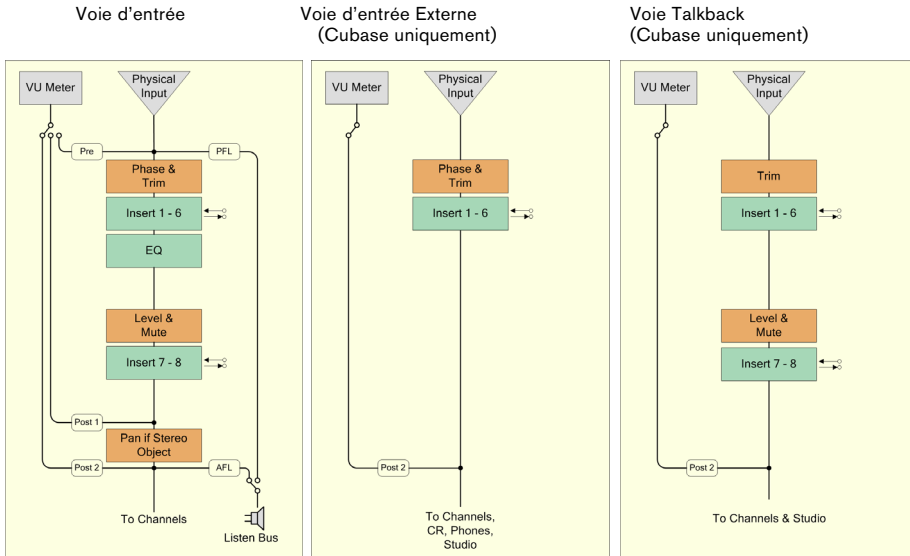 Voie d'entrée
VU Meter
Physical
Input
Pre
PFL
Phase &
Trim
Insert 1 - 6
EQ
Level &
Mute
Insert 7 - 8
Post 1
Pan if Stereo
Object
Post 2
AFL
To Channels
Listen Bus
Voie d'entrée Externe
(Cubase uniquement)
VU Meter
Physical
Input
Phase &
Trim
Insert 1 - 6
Post 2
To Channels,
CR, Phones,
Studio
Voie Talkback
(Cubase uniquement)
VU Meter
Physical
Input
Trim
Insert 1 - 6
Level &
Mute
Insert 7 - 8
Post 2
To Channels & Studio